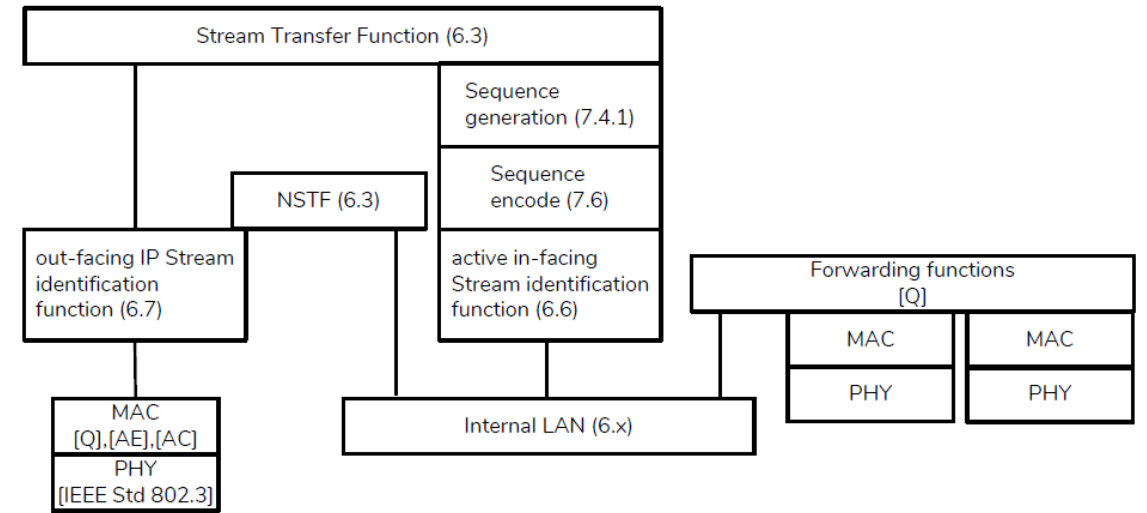 Stream Transfer Function (6.3)
Sequence
generation (7.4.1)
Sequence
encode (7.6)
NSTF (6.3)
out-facing IP Stream
identification
function (6.7)
active in-facing
Stream identification
function (6.6)
Forwarding functions
[Q]
MAC
PHY
MAC
PHY
Internal LAN (6.x)
MAC
[Q],[AE],[AC]
PHY
[IEEE Std 802.3]